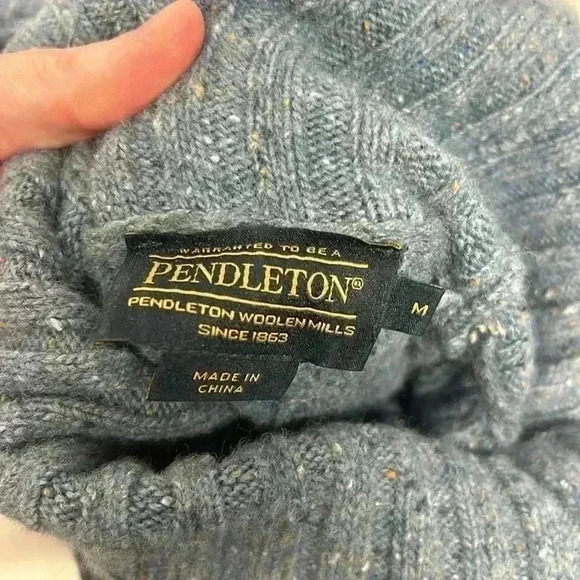 WARRANTED TO BE A
PENDLETON®
PENDLETON WOOLEN MILLS
SINCE 1863
M
MADE IN
CHINA